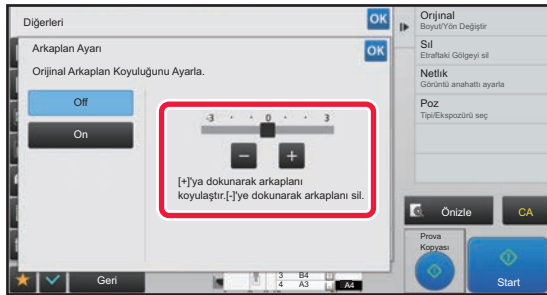 Diğerleri
OK
Arkaplan Ayarı
OK
Orijinal Arkaplan Koyuluğunu Ayarla.
Off
On
-3 0 3
- +
[+]'ya dokunarak arkaplanı
koyulaştır.[-]'ye dokunarak arkaplanı sil.
Geri
3 B4
4 A3
A4
Orijinal
Boyut/Yön Değiştir
Sil
Etraftaki Gölgeyi sil
Netlik
Görüntü anahattı ayarla
Poz
Tipi/Ekspozürü seç
Önizle
CA
Prova
Kopyası
Start